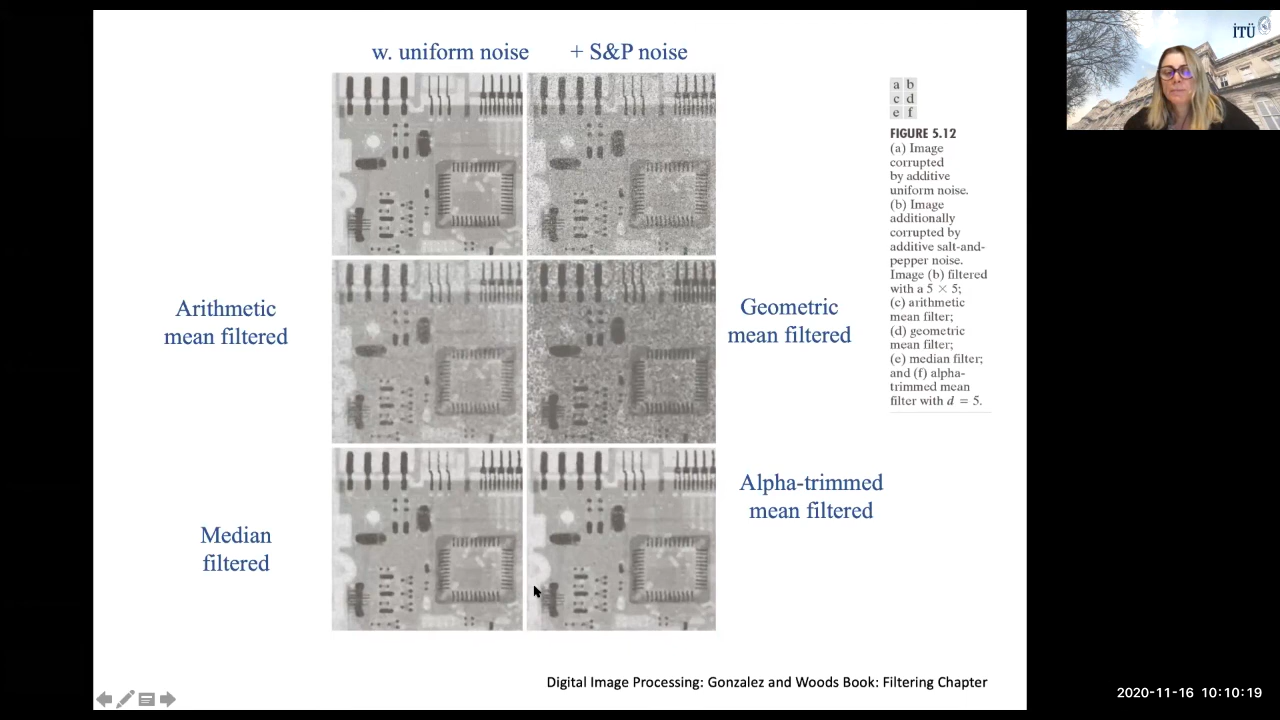 w. uniform noise + S&P noise
Arithmetic
mean filtered
Geometric
mean filtered
Median
filtered
Alpha-trimmed
mean filtered
a b
c d
e f
FIGURE 5.12
(a) Image
corrupted
by additive
uniform noise.
(b) Image
additionally
corrupted by
additive salt-and-
pepper noise.
Image (b) filtered
with a 5 × 5;
(c) arithmetic
mean filter;
(d) geometric
mean filter;
(e) median filter;
and (f) alpha-
trimmed mean
filter with d = 5.
Digital Image Processing: Gonzalez and Woods Book: Filtering Chapter
İTÜ
2020-11-16 10:10:19